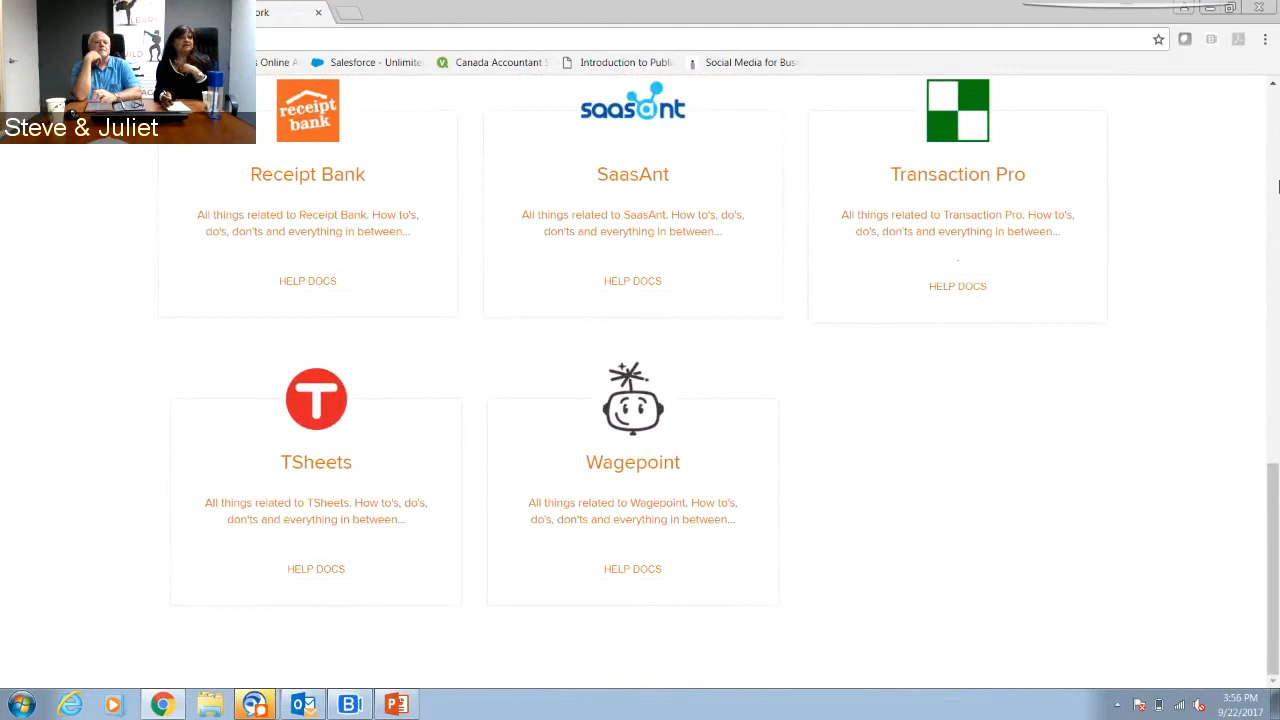 ork
s Online A
Salesforce - Unlimite
Canada Accountant S
Introduction to Public
Social Media for Bus
LEARN
UILD
Steve & Juliet
receipt
bank
saasant
Receipt Bank
SaasAnt
Transaction Pro
All things related to Receipt Bank. How to's,
do's, don'ts and everything in between...
All things related to SaasAnt. How to's, do's,
don'ts and everything in between...
All things related to Transaction Pro. How to's,
do's, don'ts and everything in between...
.
HELP DOCS
HELP DOCS
HELP DOCS
T
TSheets
Wagepoint
All things related to TSheets. How to's, do's,
don'ts and everything in between...
All things related to Wagepoint. How to's,
do's, don'ts and everything in between...
HELP DOCS
HELP DOCS
3:56 PM
9/22/2017